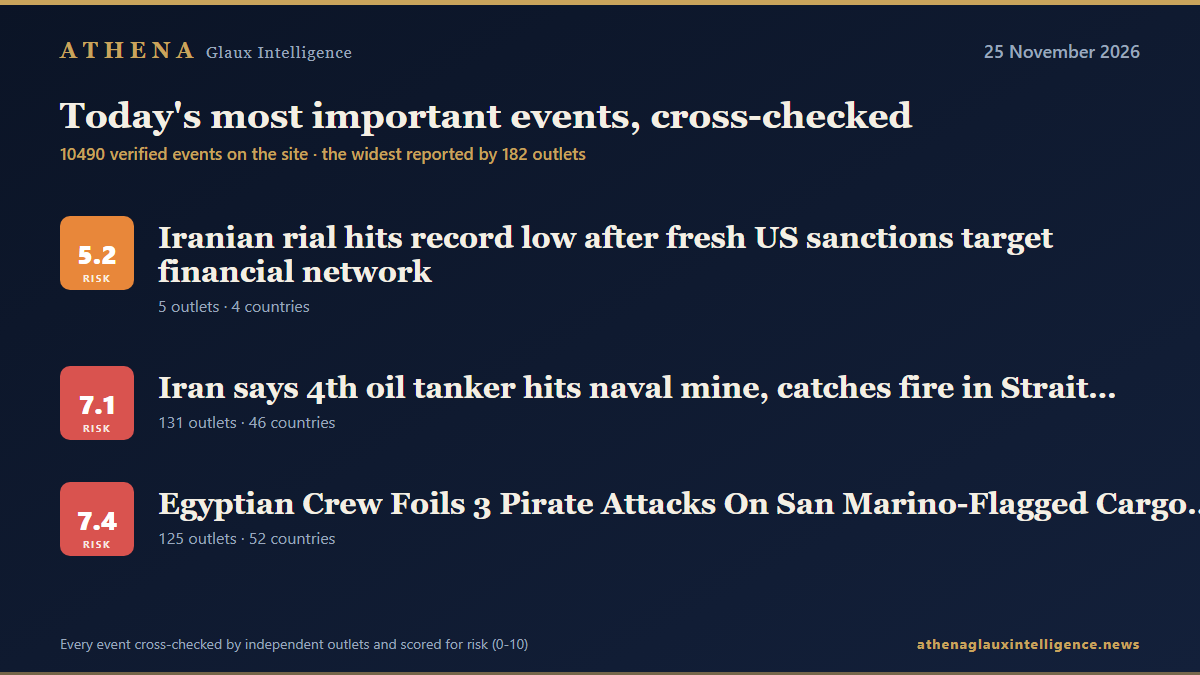 ATHENA Glaux Intelligence
25 November 2026
Today's most important events, cross-checked
10490 verified events on the site · the widest reported by 182 outlets
5.2
RISK
Iranian rial hits record low after fresh US sanctions target
financial network
5 outlets · 4 countries
7.1
RISK
Iran says 4th oil tanker hits naval mine, catches fire in Strait...
131 outlets · 46 countries
7.4
RISK
Egyptian Crew Foils 3 Pirate Attacks On San Marino-Flagged Cargo...
125 outlets · 52 countries
Every event cross-checked by independent outlets and scored for risk (0-10)
athenaglauxintelligence.news